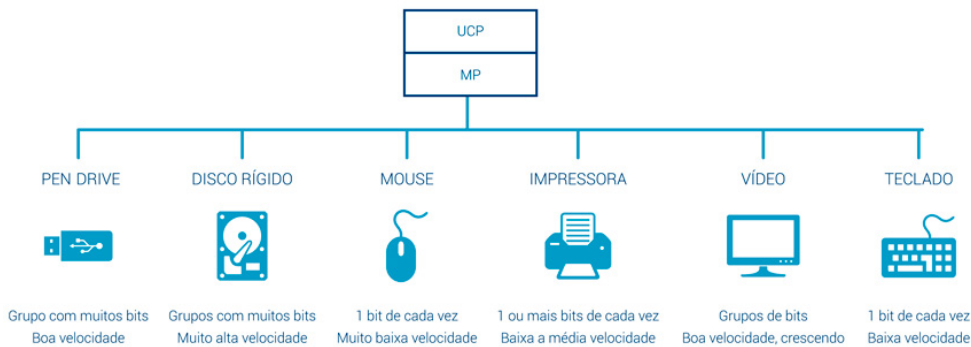 UCP
MP
PEN DRIVE
DISCO RÍGIDO
MOUSE
IMPRESSORA
VÍDEO
TECLADO
Grupo com muitos bits
Boa velocidade
Grupos com muitos bits
Muito alta velocidade
1 bit de cada vez
Muito baixa velocidade
1 ou mais bits de cada vez
Baixa a média velocidade
Grupos de bits
Boa velocidade, crescendo
1 bit de cada vez
Baixa velocidade